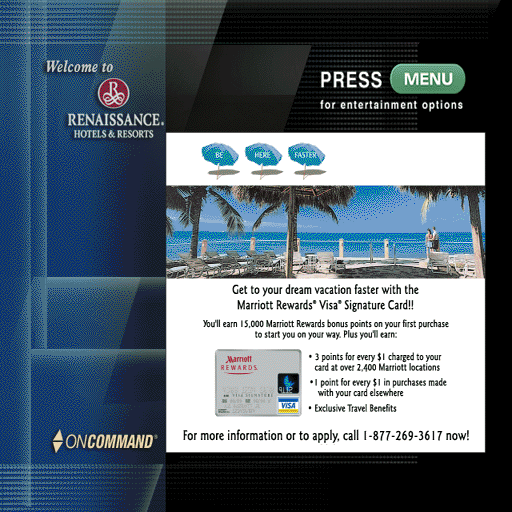 Welcome to
R
RENAISSANCE®
HOTELS & RESORTS
PRESS MENU
for entertainment options
BE HERE FASTER
Get to your dream vacation faster with the
Marriott Rewards® Visa® Signature Card!!
You'll earn 15,000 Marriott Rewards bonus points on your first purchase
to start you on your way. Plus you'll earn:
Marriott
REWARDS.
VISA SIGNATURE
VISA
• 3 points for every $1 charged to your
card at over 2,400 Marriott locations
• 1 point for every $1 in purchases made
with your card elsewhere
• Exclusive Travel Benefits
For more information or to apply, call 1-877-269-3617 now!
ONCOMMAND®